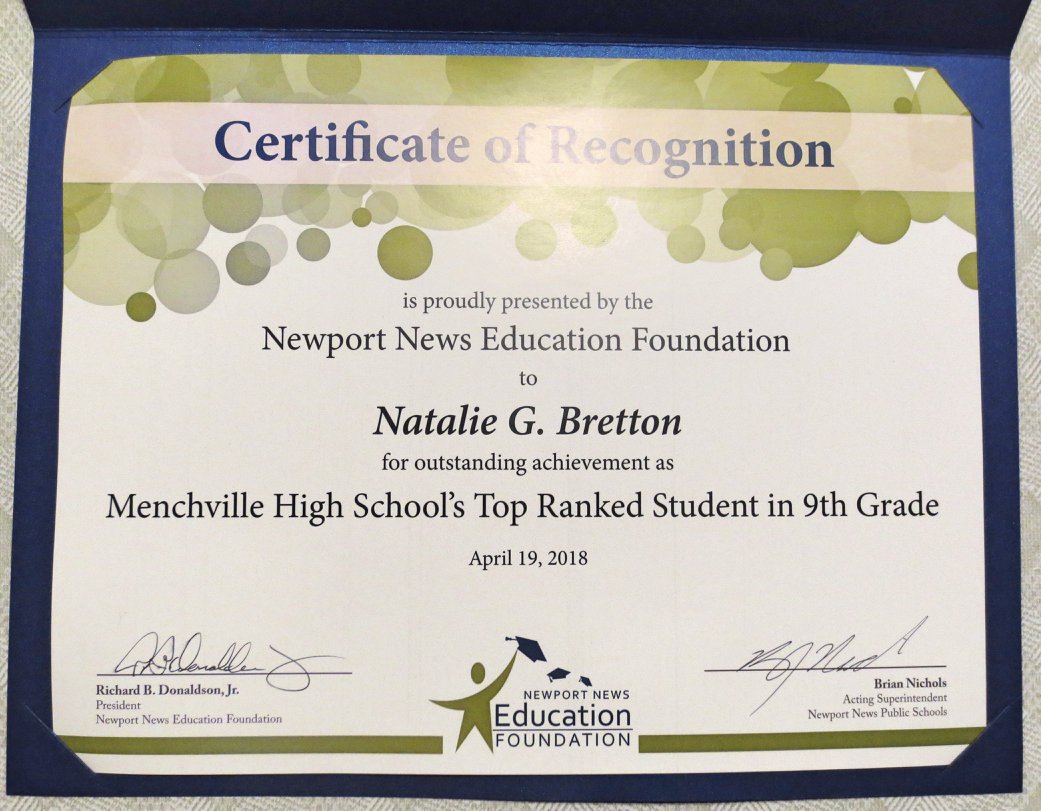 Certificate of Recognition
is proudly presented by the
Newport News Education Foundation
to
Natalie G. Bretton
for outstanding achievement as
Menchville High School's Top Ranked Student in 9th Grade
April 19, 2018
Richard B. Donaldson, Jr.
President
Newport News Education Foundation
NEWPORT NEWS
Education
FOUNDATION
Brian Nichols
Acting Superintendent
Newport News Public Schools